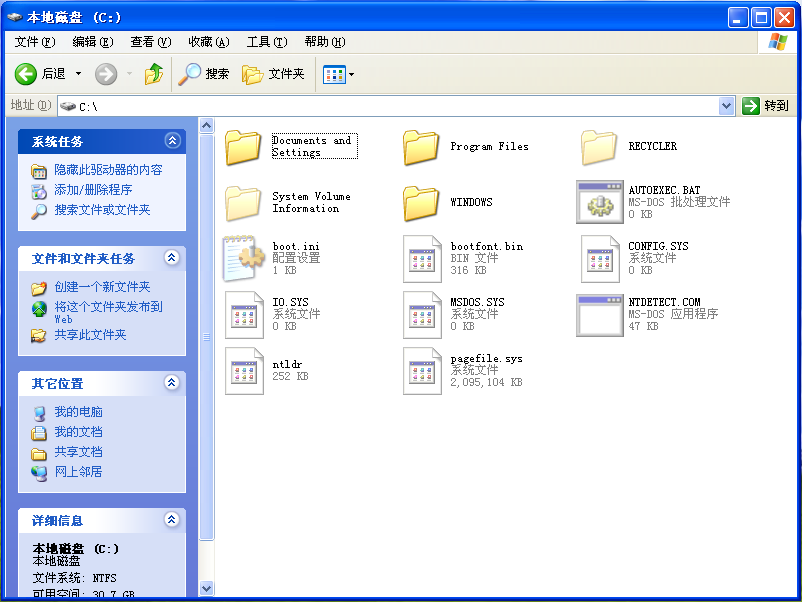 本地磁盘 (C:)
文件(F) 编辑(E) 查看(V) 收藏(A) 工具(T) 帮助(H)
后退 搜索 文件夹
地址(D) C:\ 转到
系统任务
隐藏此驱动器的内容
添加/删除程序
搜索文件或文件夹
文件和文件夹任务
创建一个新文件夹
将这个文件夹发布到
Web
共享此文件夹
其它位置
我的电脑
我的文档
共享文档
网上邻居
详细信息
本地磁盘 (C:)
本地磁盘
文件系统: NTFS
可用空间: 30.7 GB
Documents and
Settings
Program Files
RECYCLER
System Volume
Information
WINDOWS
AUTOEXEC.BAT
MS-DOS 批处理文件
0 KB
boot.ini
配置设置
1 KB
bootfont.bin
BIN 文件
316 KB
CONFIG.SYS
系统文件
0 KB
IO.SYS
系统文件
0 KB
MSDOS.SYS
系统文件
0 KB
NTDETECT.COM
MS-DOS 应用程序
47 KB
ntldr
252 KB
pagefile.sys
系统文件
2,095,104 KB